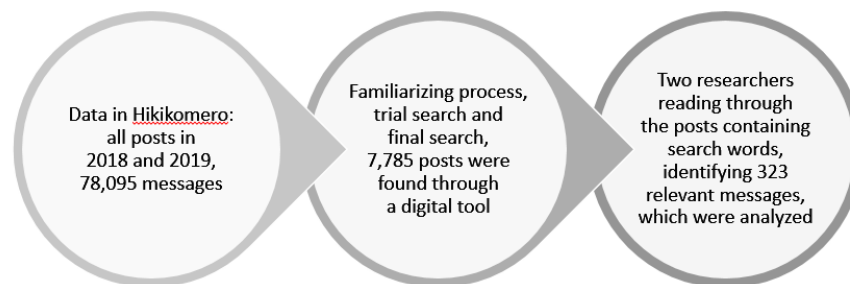 Data in Hikikomero:
all posts in
2018 and 2019,
78,095 messages
Familiarizing process,
trial search and
final search,
7,785 posts were
found through
a digital tool
Two researchers
reading through
the posts containing
search words,
identifying 323
relevant messages,
which were analyzed